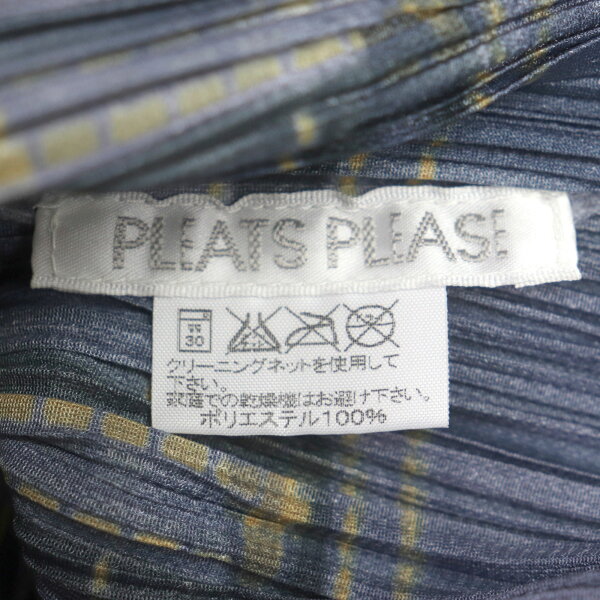 PLEATS PLEASE
弱
30
クリーニングネットを使用して
下さい。
家庭での乾燥機はお避け下さい。
ポリエステル100%